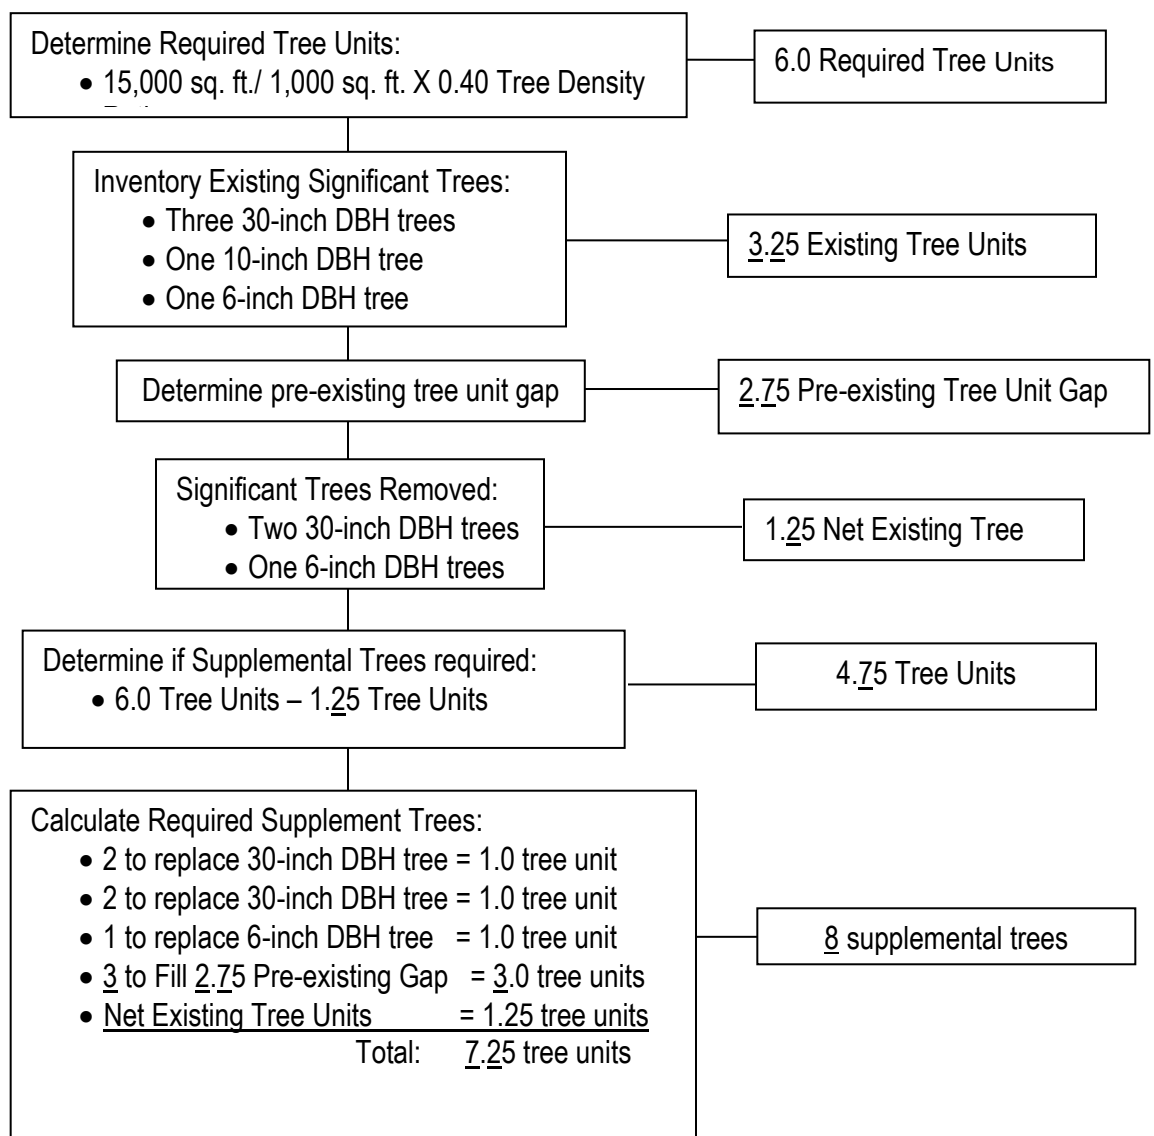 Determine Required Tree Units:
• 15,000 sq. ft./ 1,000 sq. ft. X 0.40 Tree Density
6.0 Required Tree Units
Inventory Existing Significant Trees:
• Three 30-inch DBH trees
• One 10-inch DBH tree
• One 6-inch DBH tree
3.25 Existing Tree Units
Determine pre-existing tree unit gap
2.75 Pre-existing Tree Unit Gap
Significant Trees Removed:
• Two 30-inch DBH trees
• One 6-inch DBH trees
1.25 Net Existing Tree
Determine if Supplemental Trees required:
• 6.0 Tree Units – 1.25 Tree Units
4.75 Tree Units
Calculate Required Supplement Trees:
• 2 to replace 30-inch DBH tree = 1.0 tree unit
• 2 to replace 30-inch DBH tree = 1.0 tree unit
• 1 to replace 6-inch DBH tree = 1.0 tree unit
• 3 to Fill 2.75 Pre-existing Gap = 3.0 tree units
• Net Existing Tree Units = 1.25 tree units
Total: 7.25 tree units
8 supplemental trees